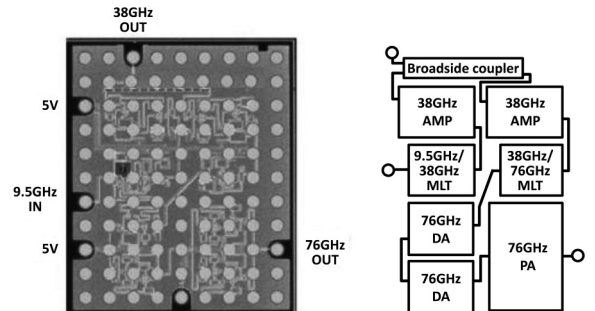 38GHz
OUT
5V
9.5GHz
IN
5V
76GHz
OUT
Broadside coupler
38GHz
AMP
38GHz
AMP
9.5GHz/
38GHz
MLT
38GHz/
76GHz
MLT
76GHz
DA
76GHz
PA
76GHz
DA